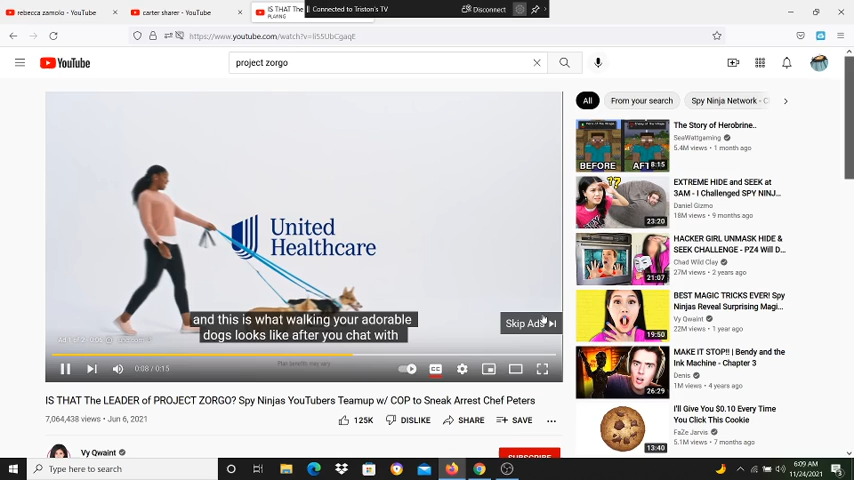 rebecca zamolo - YouTube
carter sharer - YouTube
IS THAT The
PLAYING
Connected to Triston's TV
Disconnect
YouTube
project zorgo
United
Healthcare
and this is what walking your adorable
dogs looks like after you chat with
Skip Ads
0:08 / 0:15
IS THAT The LEADER of PROJECT ZORGO? Spy Ninjas YouTubers Teamup w/ COP to Sneak Arrest Chef Peters
7,064,438 views • Jun 6, 2021
125K
DISLIKE
SHARE
SAVE
Vy Qwaint
SUBSCRIBE
All
From your search
Spy Ninja Network - C
The Story of Herobrine..
SeaWattgaming
5.4M views • 1 month ago
BEFORE
8:15
EXTREME HIDE and SEEK at
3AM - I Challenged SPY NINJ...
Daniel Gizmo
18M views • 9 months ago
23:20
HACKER GIRL UNMASK HIDE &
SEEK CHALLENGE - PZ4 Will D...
Chad Wild Clay
27M views • 2 years ago
21:07
BEST MAGIC TRICKS EVER! Spy
Ninjas Reveal Surprising Magi...
Vy Qwaint
22M views • 1 year ago
19:50
MAKE IT STOP!! | Bendy and the
Ink Machine - Chapter 3
Denis
1M views • 4 years ago
26:29
I'll Give You $0.10 Every Time
You Click This Cookie
FaZe Jarvis
5.1M views • 7 months ago
13:40
Type here to search
6:09 AM
11/24/2021